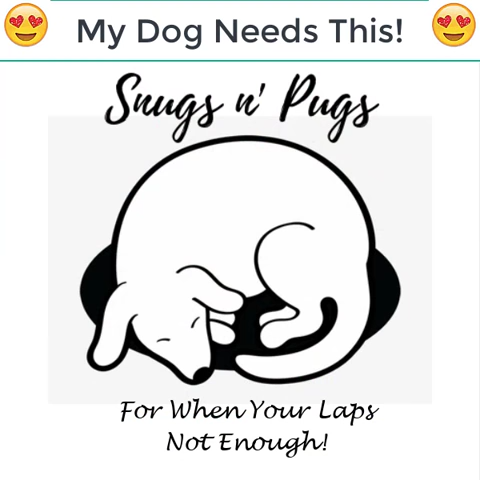 My Dog Needs This!
Snugs n' Pugs
For When Your Laps
Not Enough!